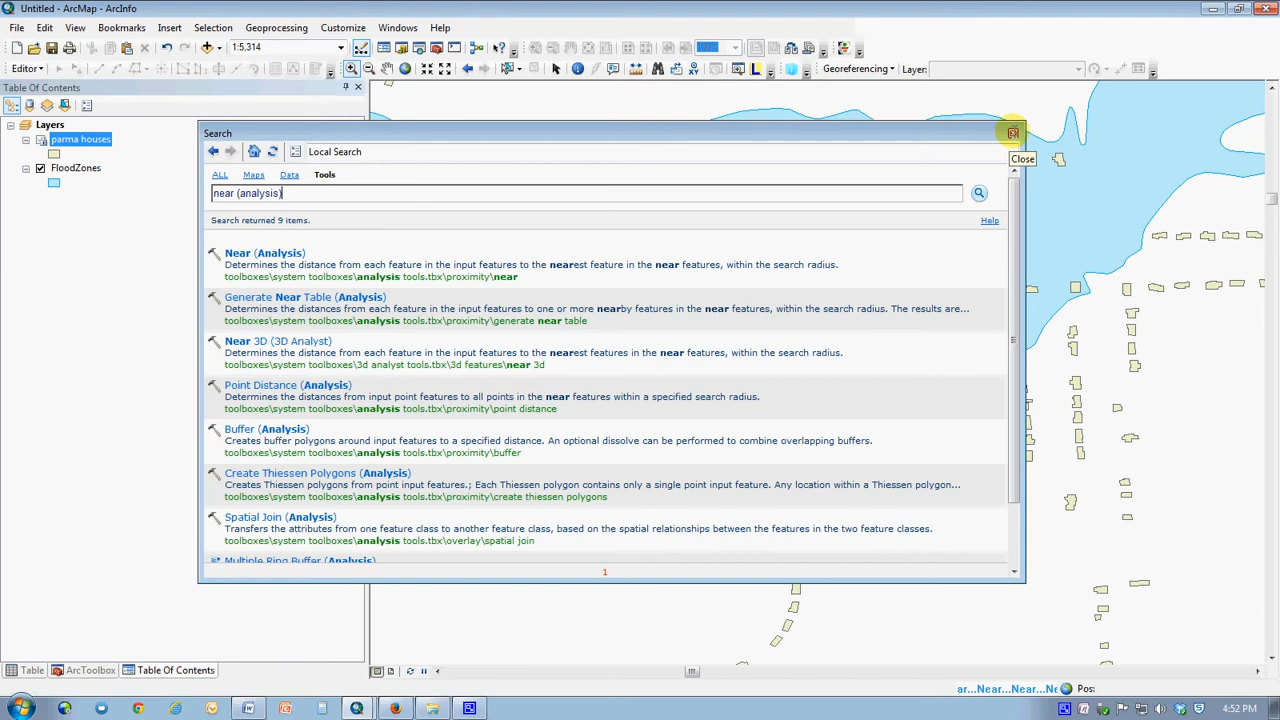 Untitled - ArcMap - ArcInfo
File Edit View Bookmarks Insert Selection Geoprocessing Customize Windows Help
1:5,314
Editor Georeferencing Layer:
Table Of Contents
Layers
parma houses
FloodZones
Search
Close
Local Search
ALL Maps Data Tools
near (analysis)
Search returned 9 items. Help
Near (Analysis)
Determines the distance from each feature in the input features to the nearest feature in the near features, within the search radius.
toolboxes\system toolboxes\analysis tools.tbx\proximity\near
Generate Near Table (Analysis)
Determines the distances from each feature in the input features to one or more nearby features in the near features, within the search radius. The results are...
toolboxes\system toolboxes\analysis tools.tbx\proximity\generate near table
Near 3D (3D Analyst)
Determines the distance from each feature in the input features to the nearest features in the near features, within the search radius.
toolboxes\system toolboxes\3d analyst tools.tbx\3d features\near 3d
Point Distance (Analysis)
Determines the distances from input point features to all points in the near features within a specified search radius.
toolboxes\system toolboxes\analysis tools.tbx\proximity\point distance
Buffer (Analysis)
Creates buffer polygons around input features to a specified distance. An optional dissolve can be performed to combine overlapping buffers.
toolboxes\system toolboxes\analysis tools.tbx\proximity\buffer
Create Thiessen Polygons (Analysis)
Creates Thiessen polygons from point input features.; Each Thiessen polygon contains only a single point input feature. Any location within a Thiessen polygon...
toolboxes\system toolboxes\analysis tools.tbx\proximity\create thiessen polygons
Spatial Join (Analysis)
Transfers the attributes from one feature class to another feature class, based on the spatial relationships between the features in the two feature classes.
toolboxes\system toolboxes\analysis tools.tbx\overlay\spatial join
Multiple Ring Buffer (Analysis)
1
Table ArcToolbox Table Of Contents
ar...Near...Near...Ne Pos:
4:52 PM